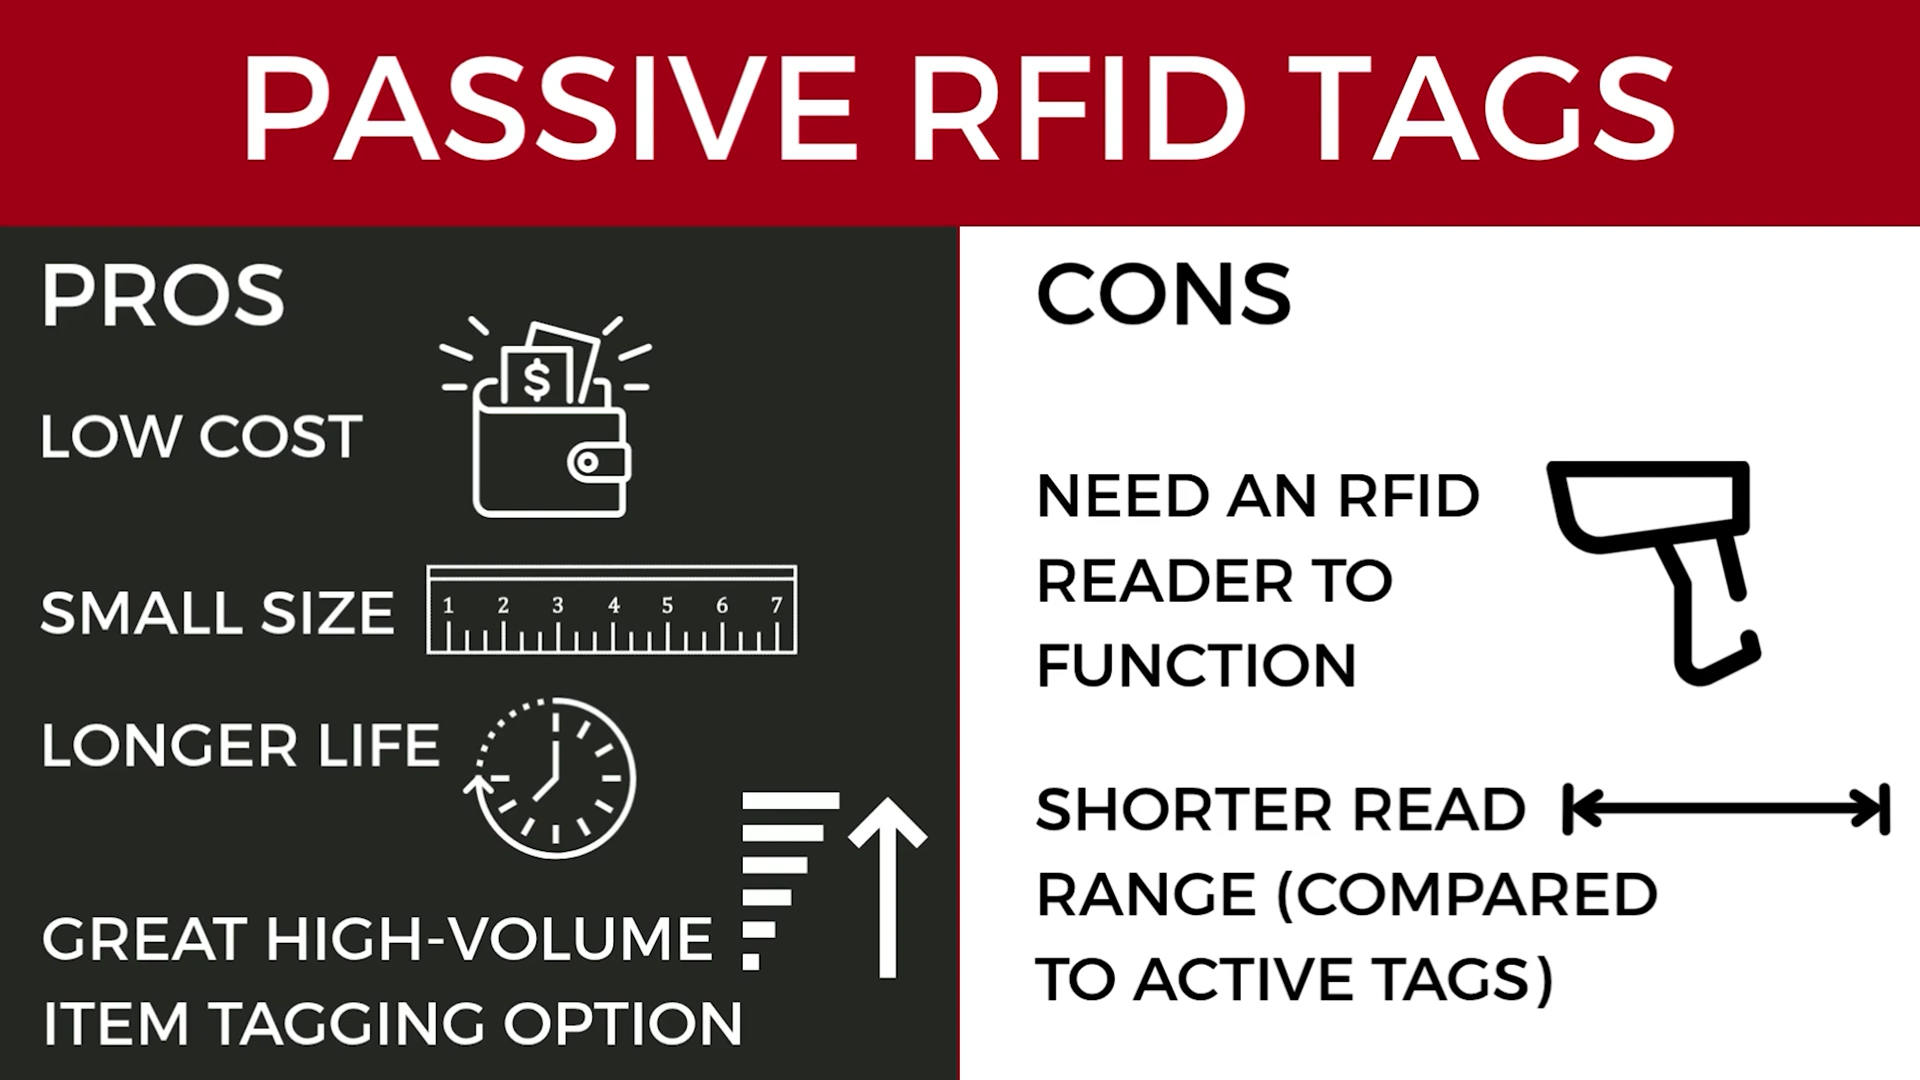 PASSIVE RFID TAGS
PROS
LOW COST
$
SMALL SIZE
1 2 3 4 5 6 7
LONGER LIFE
GREAT HIGH-VOLUME
ITEM TAGGING OPTION
CONS
NEED AN RFID
READER TO
FUNCTION
SHORTER READ
RANGE (COMPARED
TO ACTIVE TAGS)